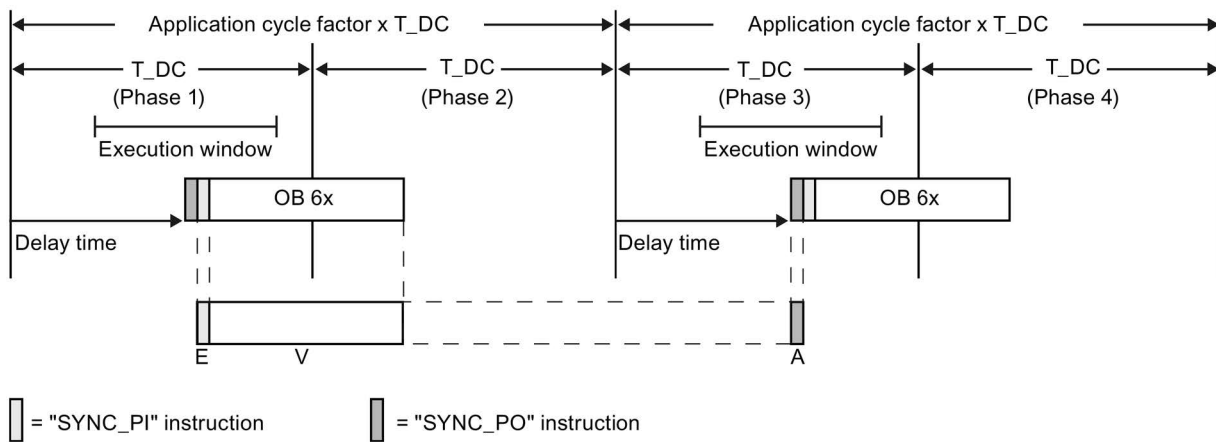 Application cycle factor x T_DC
Application cycle factor x T_DC
T_DC
(Phase 1)
T_DC
(Phase 2)
T_DC
(Phase 3)
T_DC
(Phase 4)
Execution window
Execution window
OB 6x
OB 6x
Delay time
Delay time
E
V
A
= "SYNC_PI" instruction
= "SYNC_PO" instruction